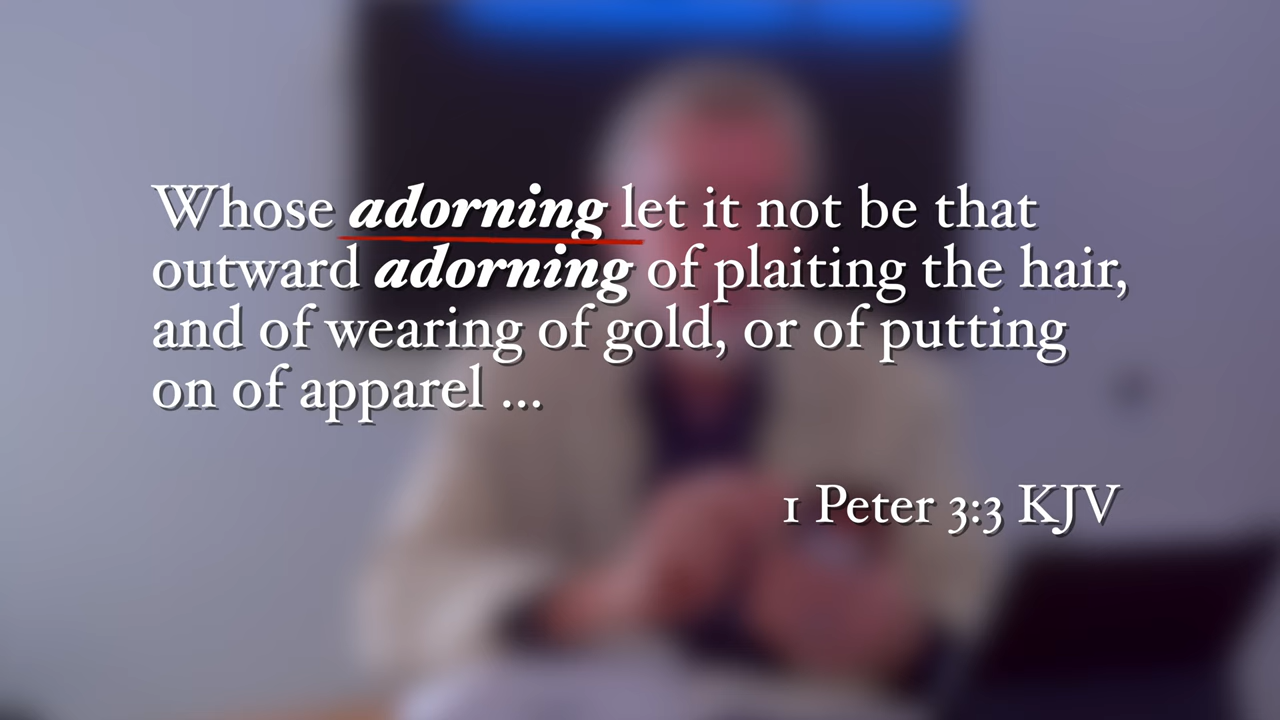 Whose adorning let it not be that
outward adorning of plaiting the hair,
and of wearing of gold, or of putting
on of apparel ...
1 Peter 3:3 KJV